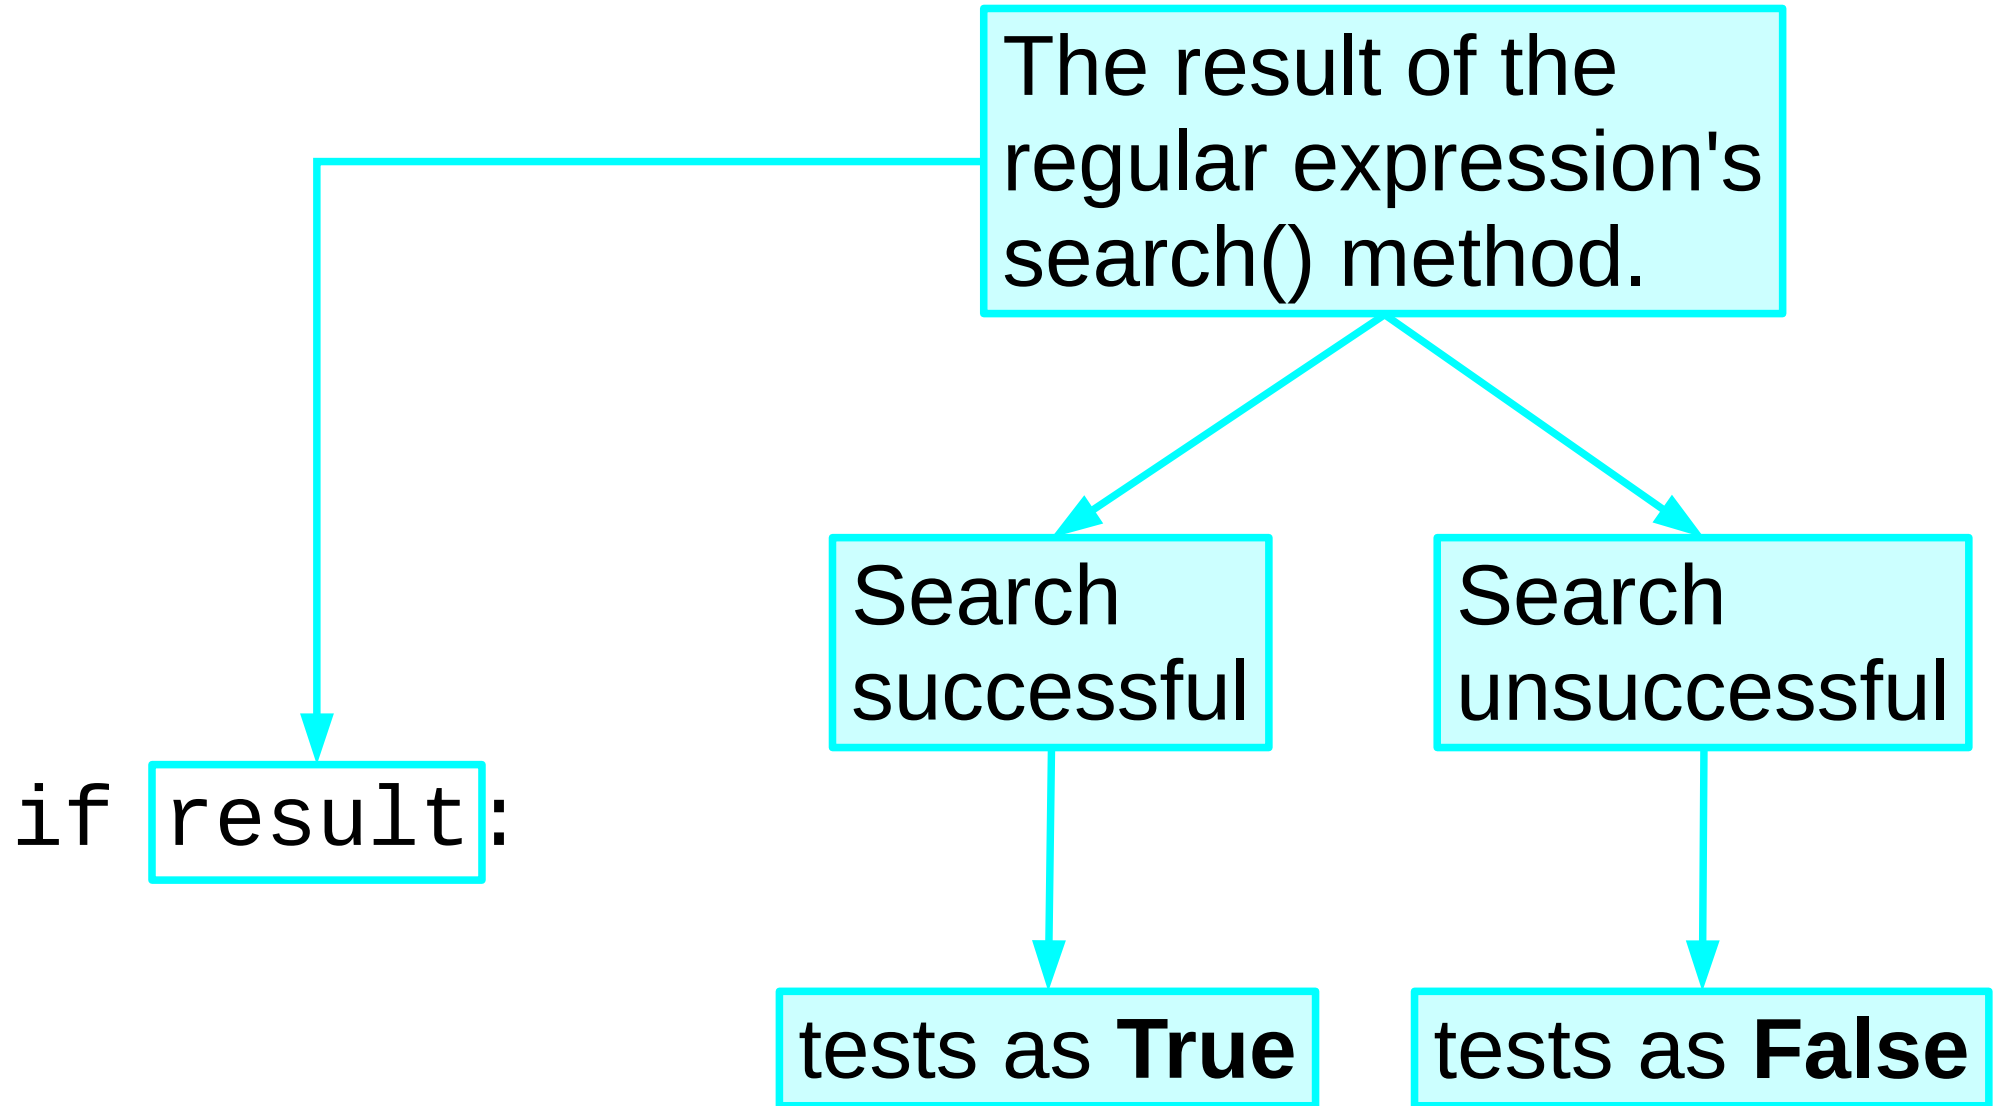 The result of the
regular expression's
search() method.
Search
successful
Search
unsuccessful
if result:
tests as True
tests as False